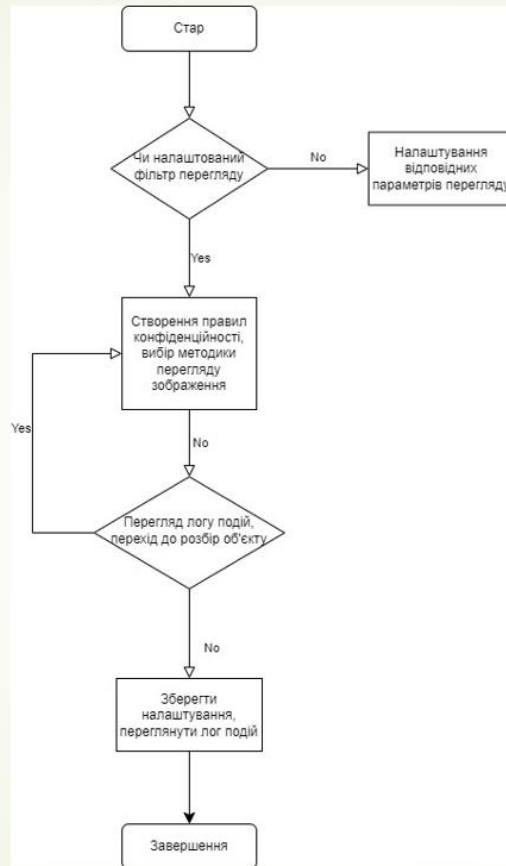 Стар
Чи налаштований
фільтр перегляду
No
Налаштування
відповідних
параметрів перегляду
Yes
Створення правил
конфіденційності,
вибір методики
перегляду
зображення
Yes
No
Перегляд логу подій,
перехід до розбір об'єкту
No
Зберегти
налаштування,
переглянути лог подій
Завершення